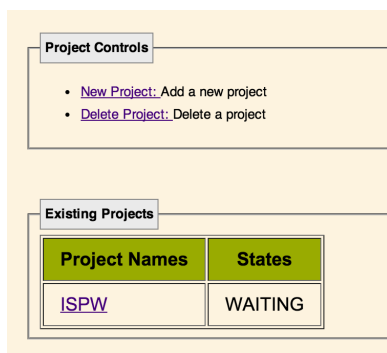 Project Controls
New Project: Add a new project
Delete Project: Delete a project
Existing Projects
Project Names States
ISPW WAITING